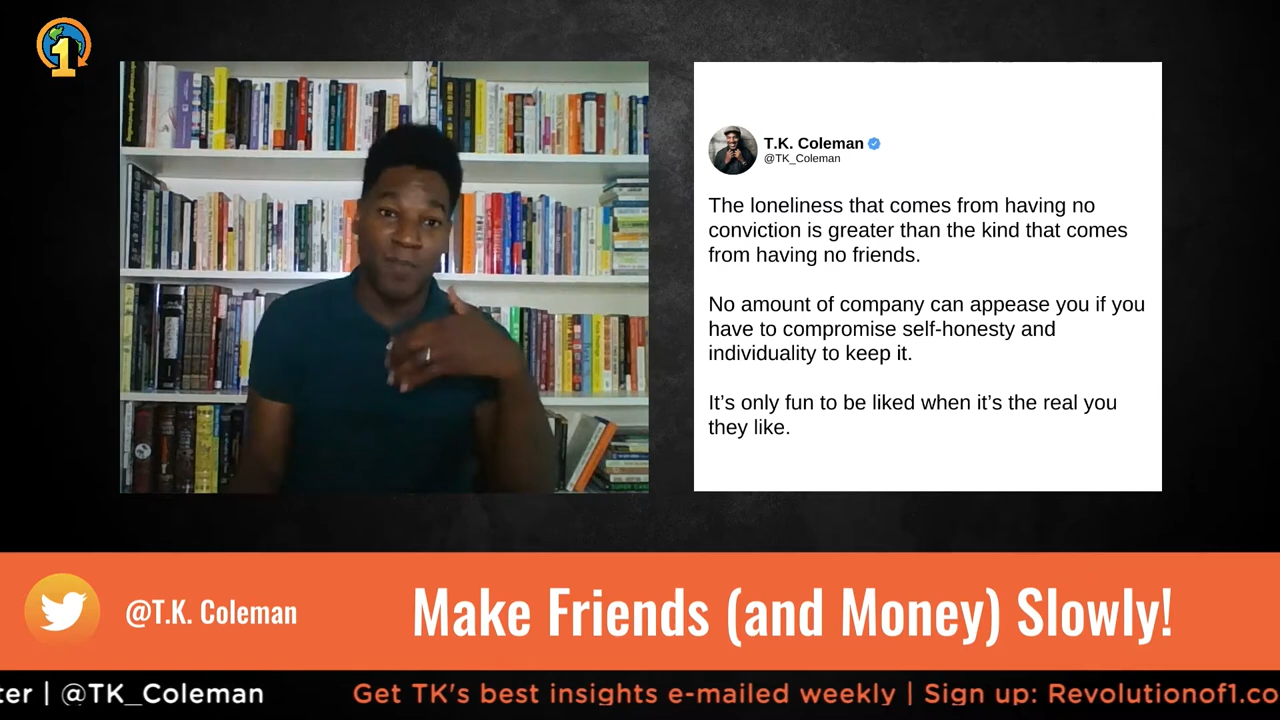 1
T.K. Coleman
@TK_Coleman
The loneliness that comes from having no
conviction is greater than the kind that comes
from having no friends.
No amount of company can appease you if you
have to compromise self-honesty and
individuality to keep it.
It’s only fun to be liked when it’s the real you
they like.
@T.K. Coleman
Make Friends (and Money) Slowly!
ter | @TK_Coleman
Get TK's best insights e-mailed weekly | Sign up: Revolutionof1.co